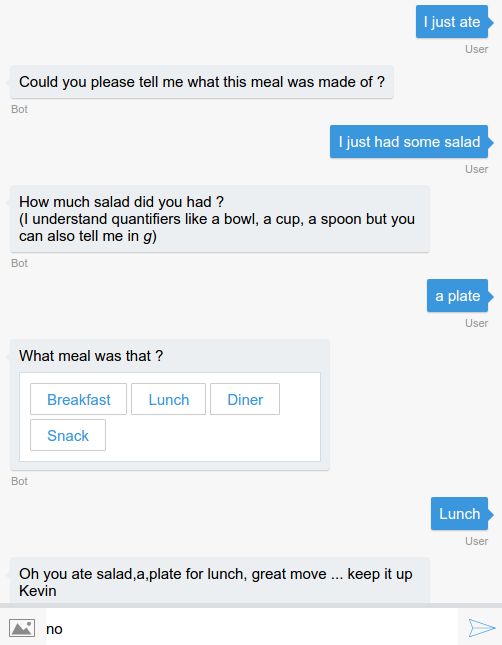 I just ate
User
Could you please tell me what this meal was made of ?
Bot
I just had some salad
User
How much salad did you had ?
(I understand quantifiers like a bowl, a cup, a spoon but you
can also tell me in g)
Bot
a plate
User
What meal was that ?
Breakfast Lunch Diner
Snack
Bot
Lunch
User
Oh you ate salad,a,plate for lunch, great move ... keep it up
Kevin
no